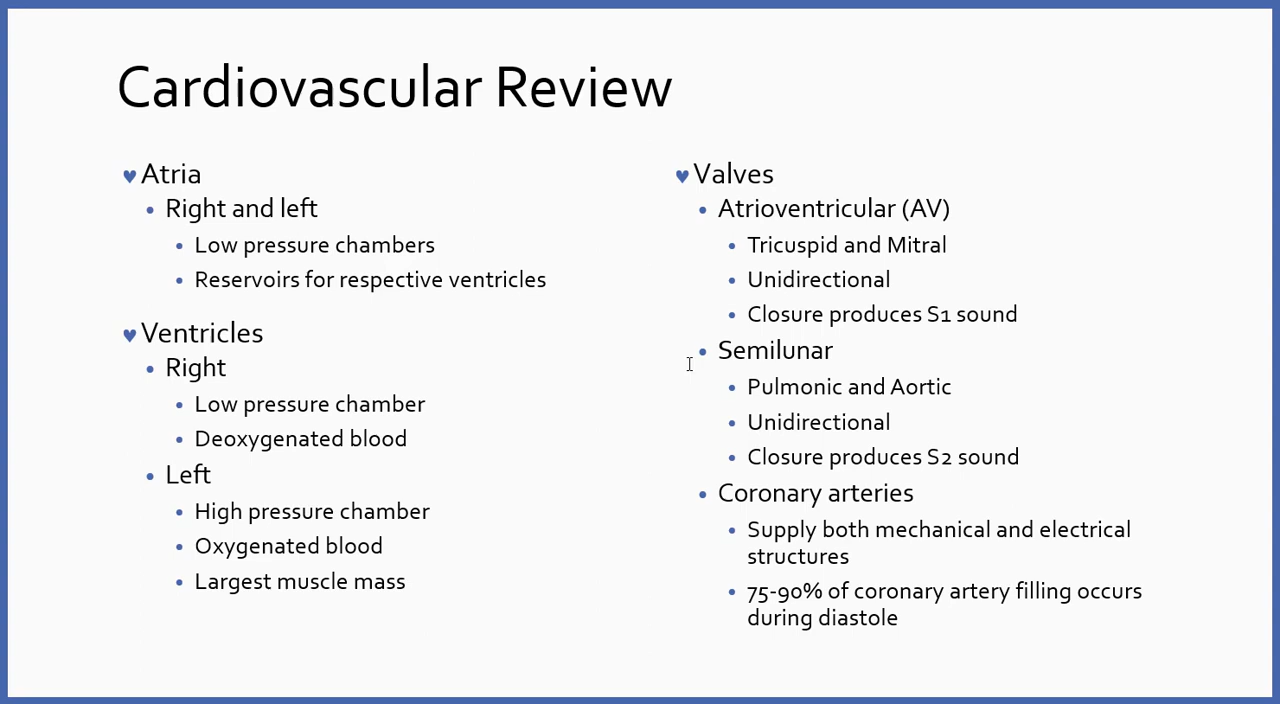 Cardiovascular Review
♥ Atria
• Right and left
• Low pressure chambers
• Reservoirs for respective ventricles
♥ Ventricles
• Right
• Low pressure chamber
• Deoxygenated blood
• Left
• High pressure chamber
• Oxygenated blood
• Largest muscle mass
♥ Valves
• Atrioventricular (AV)
• Tricuspid and Mitral
• Unidirectional
• Closure produces S1 sound
• Semilunar
• Pulmonic and Aortic
• Unidirectional
• Closure produces S2 sound
• Coronary arteries
• Supply both mechanical and electrical
structures
• 75-90% of coronary artery filling occurs
during diastole